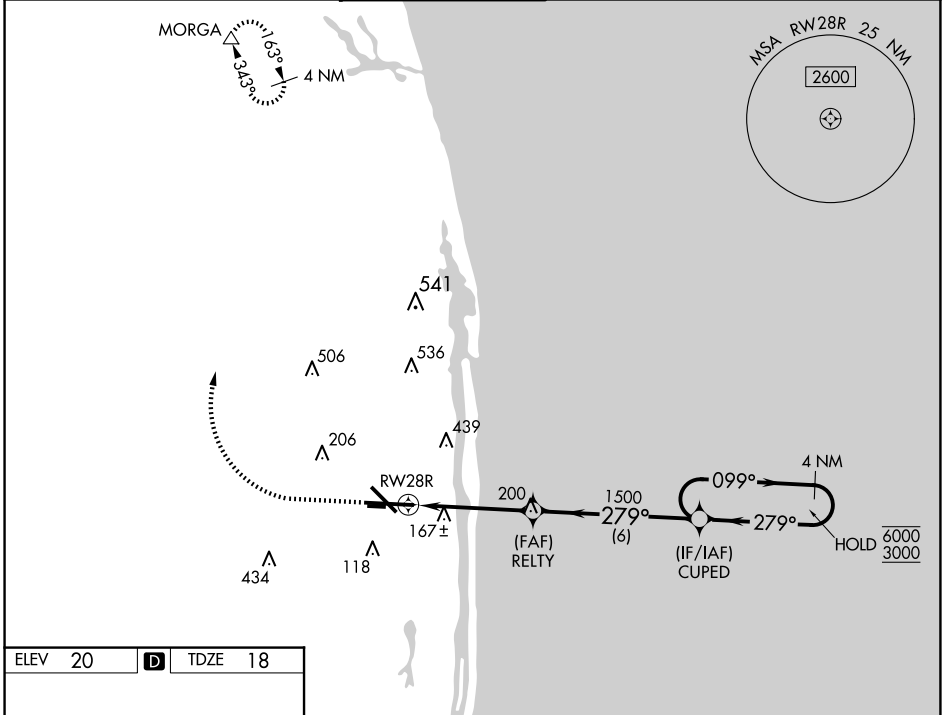 MORGA
163°
343°
4 NM
MSA RW28R 25 NM
2600
541
506
536
206
439
RW28R
167±
434
118
200
(FAF)
RELTY
1500
279°
(6)
099°
4 NM
279°
(IF/IAF)
CUPED
HOLD
6000
3000
ELEV 20 D TDZE 18